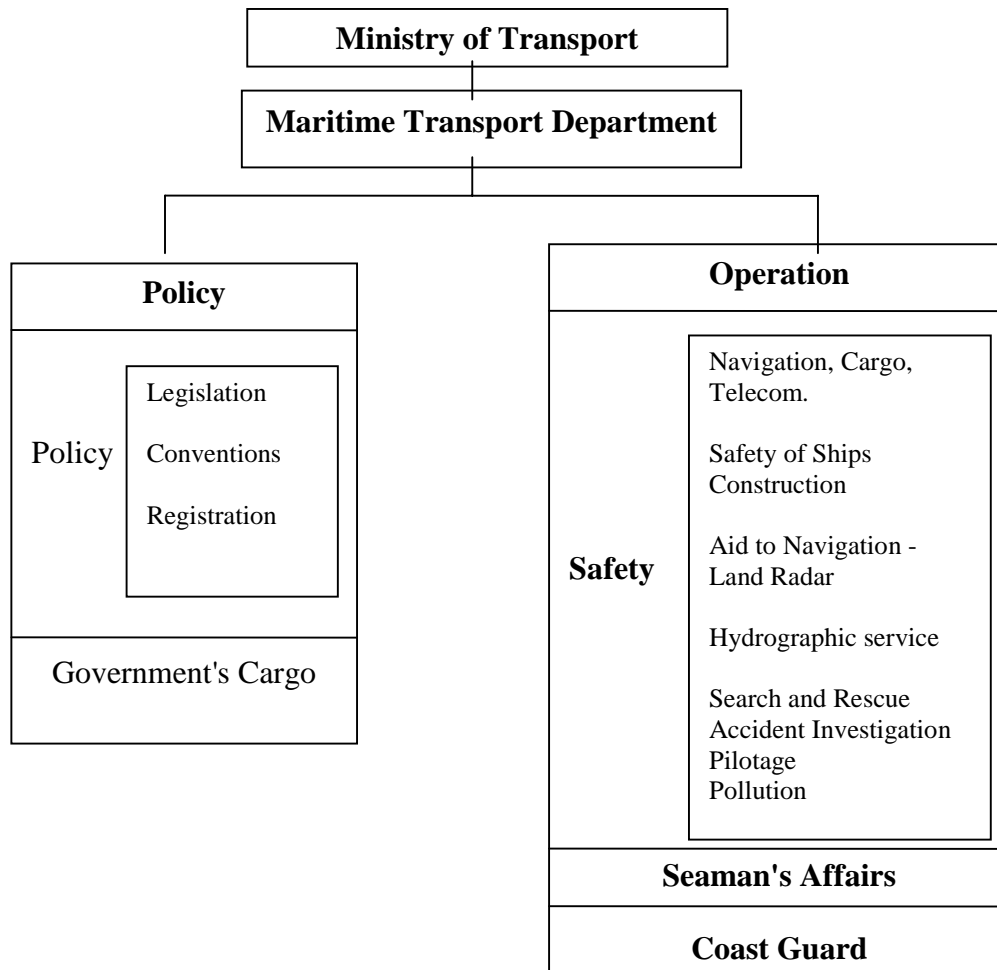 Ministry of Transport
Maritime Transport Department
Policy
Policy
Legislation
Conventions
Registration
Government's Cargo
Operation
Safety
Navigation, Cargo,
Telecom.
Safety of Ships
Construction
Aid to Navigation -
Land Radar
Hydrographic service
Search and Rescue
Accident Investigation
Pilotage
Pollution
Seaman's Affairs
Coast Guard